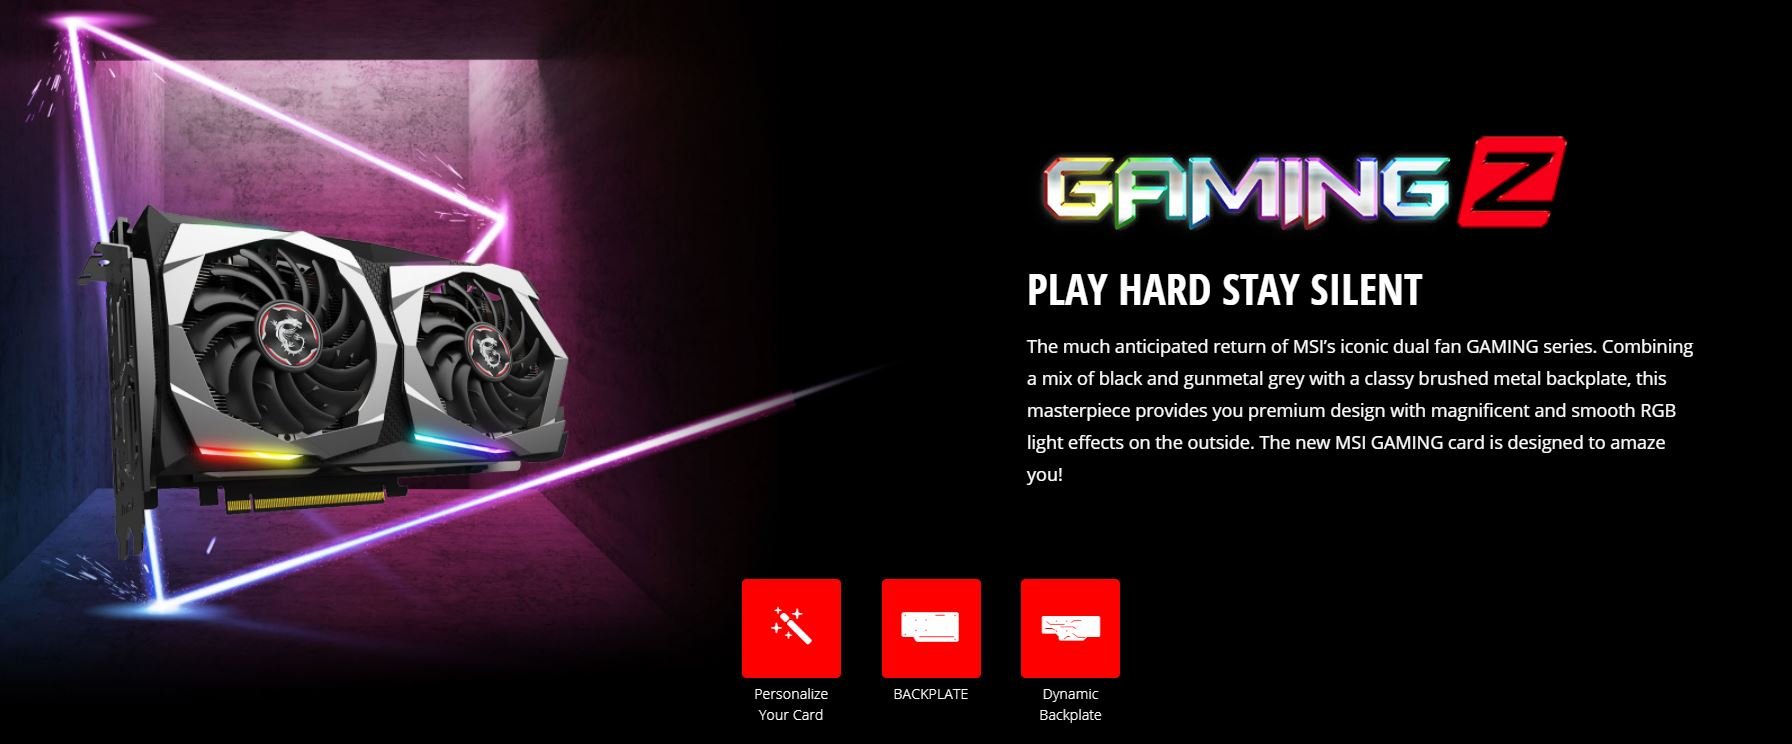 GAMING Z
PLAY HARD STAY SILENT
The much anticipated return of MSI’s iconic dual fan GAMING series. Combining
a mix of black and gunmetal grey with a classy brushed metal backplate, this
masterpiece provides you premium design with magnificent and smooth RGB
light effects on the outside. The new MSI GAMING card is designed to amaze
you!
Personalize
Your Card
BACKPLATE
Dynamic
Backplate